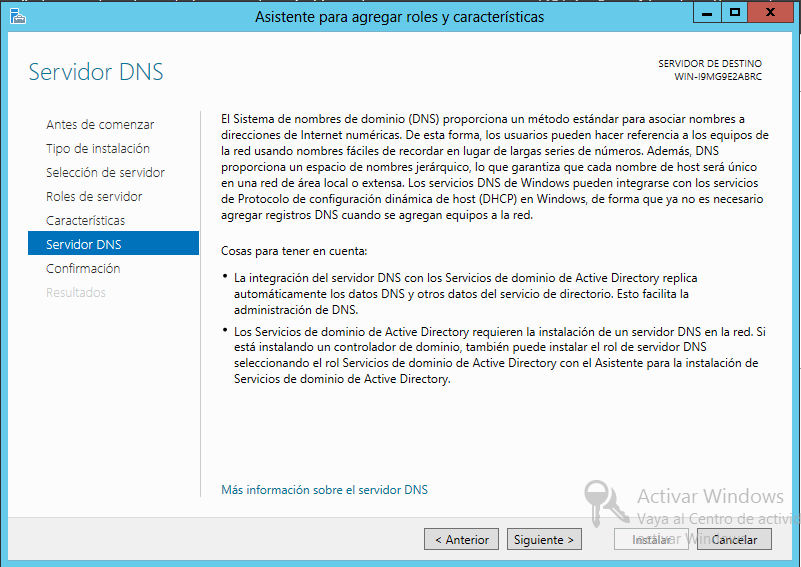 Asistente para agregar roles y características
Servidor DNS
SERVIDOR DE DESTINO
WIN-I9MG9E2ABRC
Antes de comenzar
Tipo de instalación
Selección de servidor
Roles de servidor
Características
Servidor DNS
Confirmación
Resultados
El Sistema de nombres de dominio (DNS) proporciona un método estándar para asociar nombres a
direcciones de Internet numéricas. De esta forma, los usuarios pueden hacer referencia a los equipos de
la red usando nombres fáciles de recordar en lugar de largas series de números. Además, DNS
proporciona un espacio de nombres jerárquico, lo que garantiza que cada nombre de host será único
en una red de área local o extensa. Los servicios DNS de Windows pueden integrarse con los servicios
de Protocolo de configuración dinámica de host (DHCP) en Windows, de forma que ya no es necesario
agregar registros DNS cuando se agregan equipos a la red.
Cosas para tener en cuenta:
• La integración del servidor DNS con los Servicios de dominio de Active Directory replica
automáticamente los datos DNS y otros datos del servicio de directorio. Esto facilita la
administración de DNS.
• Los Servicios de dominio de Active Directory requieren la instalación de un servidor DNS en la red. Si
está instalando un controlador de dominio, también puede instalar el rol de servidor DNS
seleccionando el rol Servicios de dominio de Active Directory con el Asistente para la instalación de
Servicios de dominio de Active Directory.
Más información sobre el servidor DNS
Activar Windows
Vaya al Centro de activi
activar Windows
< Anterior
Siguiente >
Instalar
Cancelar